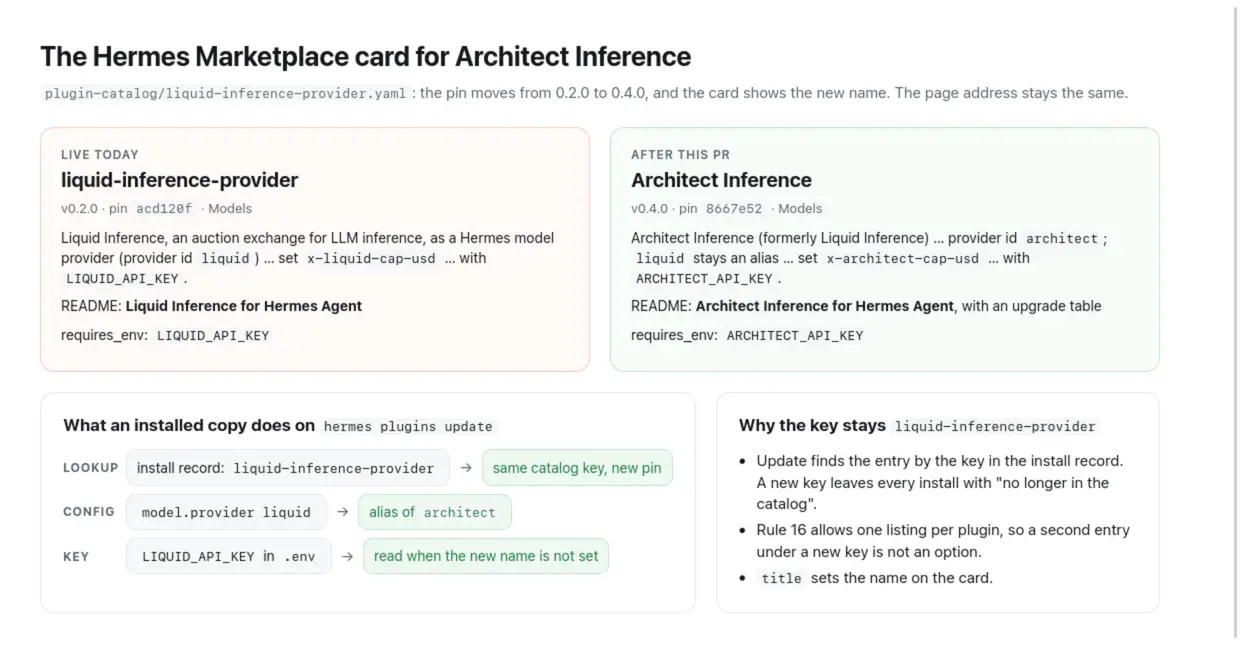 The Hermes Marketplace card for Architect Inference
plugin-catalog/liquid-inference-provider.yaml : the pin moves from 0.2.0 to 0.4.0, and the card shows the new name. The page address stays the same.
LIVE TODAY
liquid-inference-provider
v0.2.0 · pin acd120f · Models
Liquid Inference, an auction exchange for LLM inference, as a Hermes model
provider (provider id liquid ) ... set x-liquid-cap-usd ... with
LIQUID_API_KEY .
README: Liquid Inference for Hermes Agent
requires_env: LIQUID_API_KEY
AFTER THIS PR
Architect Inference
v0.4.0 · pin 8667e52 · Models
Architect Inference (formerly Liquid Inference) ... provider id architect ;
liquid stays an alias ... set x-architect-cap-usd ... with
ARCHITECT_API_KEY .
README: Architect Inference for Hermes Agent, with an upgrade table
requires_env: ARCHITECT_API_KEY
What an installed copy does on hermes plugins update
LOOKUP install record: liquid-inference-provider → same catalog key, new pin
CONFIG model.provider liquid → alias of architect
KEY LIQUID_API_KEY in .env → read when the new name is not set
Why the key stays liquid-inference-provider
• Update finds the entry by the key in the install record.
A new key leaves every install with "no longer in the
catalog".
• Rule 16 allows one listing per plugin, so a second entry
under a new key is not an option.
• title sets the name on the card.